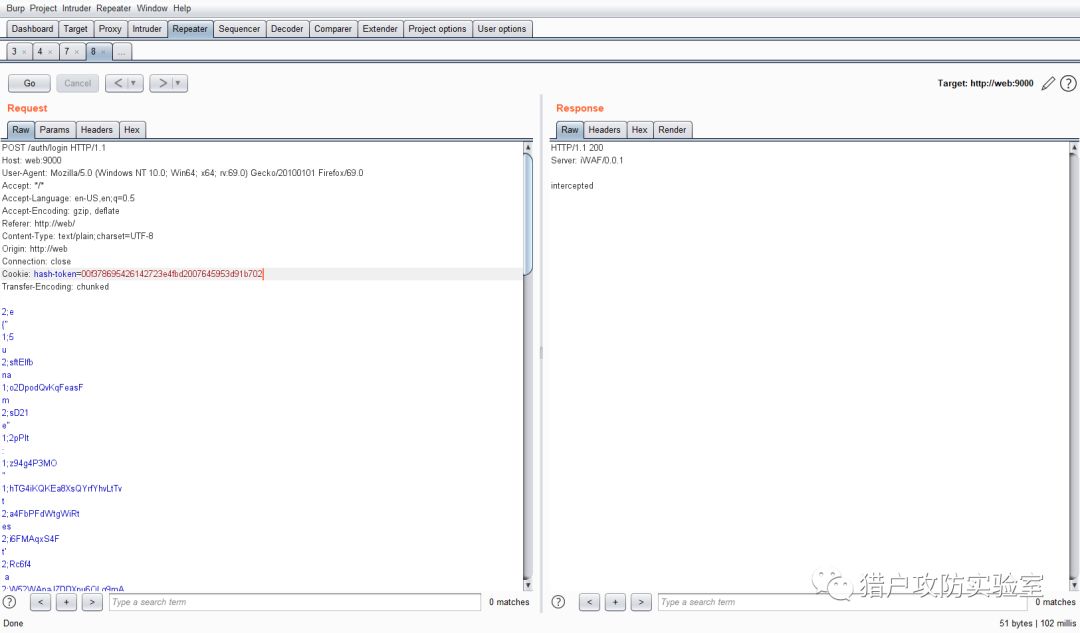 Burp Project Intruder Repeater Window Help
Dashboard Target Proxy Intruder Repeater Sequencer Decoder Comparer Extender Project options User options
3 × 4 × 7 × 8 × ...
Go Cancel < ▼ > ▼ Target: http://web:9000 ?
Request
Raw Params Headers Hex
POST /auth/login HTTP/1.1
Host: web:9000
User-Agent: Mozilla/5.0 (Windows NT 10.0; Win64; x64; rv:69.0) Gecko/20100101 Firefox/69.0
Accept: "/"
Accept-Language: en-US,en;q=0.5
Accept-Encoding: gzip, deflate
Referer: http://web/
Content-Type: text/plain;charset=UTF-8
Origin: http://web
Connection: close
Cookie: hash-token=00f378695426142723e4fbd2007645953d91b702
Transfer-Encoding: chunked
2;e
{"
1;5
u
2;sftElfb
na
1;o2DpodQvKqFeasF
m
2;sD21
e"
1;2pPlt
:
1;z94g4P3MO
"
1;hTG4iKQKEa8XsQYrfYhvLtTv
t
2;a4FbPFdWtgWiRt
es
2;i6FMAqxS4F
t'
2;Rc6f4
a
? < + > Type a search term 0 matches
Response
Raw Headers Hex Render
HTTP/1.1 200
Server: iWAF/0.0.1
intercepted
? < + > Type a search term 0 matches
猎户攻防实验室
Done 51 bytes | 102 millis